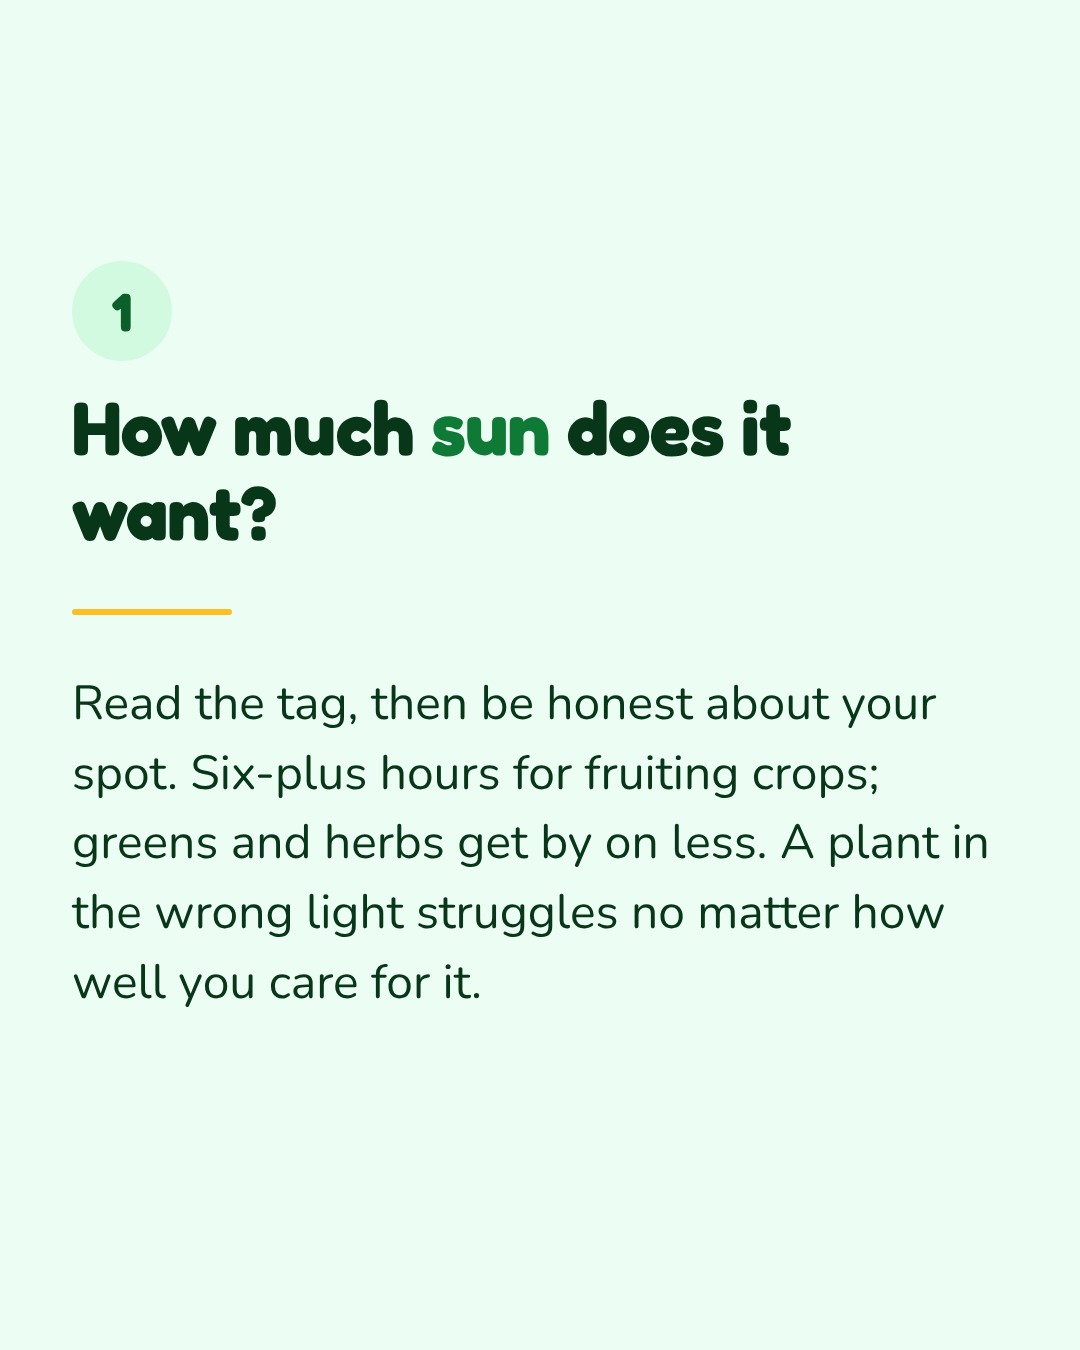 1
How much sun does it
want?
Read the tag, then be honest about your
spot. Six-plus hours for fruiting crops;
greens and herbs get by on less. A plant in
the wrong light struggles no matter how
well you care for it.